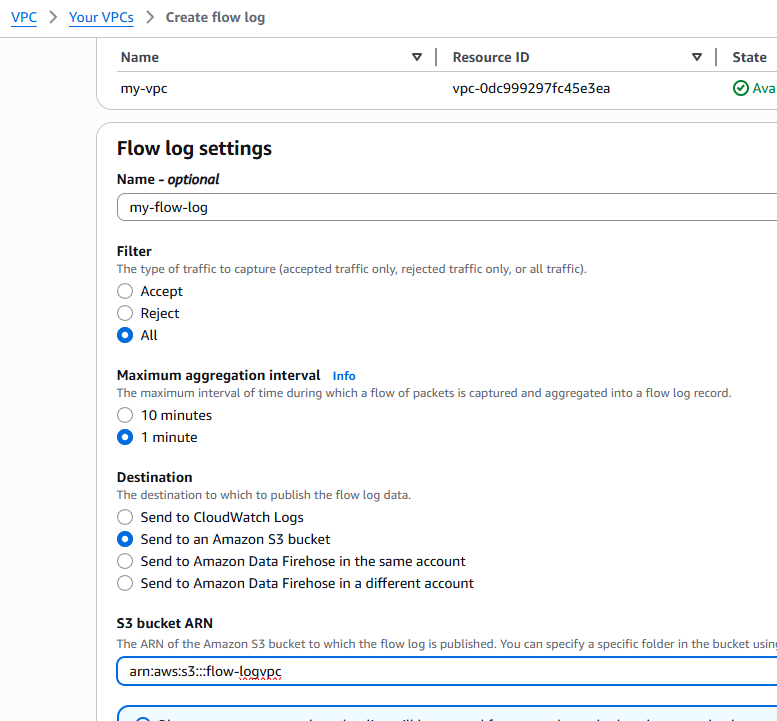 VPC > Your VPCs > Create flow log
Name Resource ID State
my-vpc vpc-0dc999297fc45e3ea Ava
Flow log settings
Name - optional
my-flow-log
Filter
The type of traffic to capture (accepted traffic only, rejected traffic only, or all traffic).
Accept
Reject
All
Maximum aggregation interval Info
The maximum interval of time during which a flow of packets is captured and aggregated into a flow log record.
10 minutes
1 minute
Destination
The destination to which to publish the flow log data.
Send to CloudWatch Logs
Send to an Amazon S3 bucket
Send to Amazon Data Firehose in the same account
Send to Amazon Data Firehose in a different account
S3 bucket ARN
The ARN of the Amazon S3 bucket to which the flow log is published. You can specify a specific folder in the bucket using
arn:aws:s3:::flow-logvpc